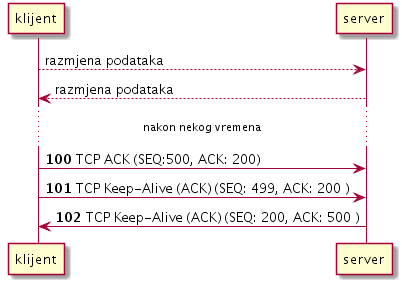 klijent server
razmjena podataka
razmjena podataka
nakon nekog vremena
100 TCP ACK (SEQ:500, ACK: 200)
101 TCP Keep-Alive (ACK) (SEQ: 499, ACK: 200 )
102 TCP Keep-Alive (ACK) (SEQ: 200, ACK: 500 )
klijent server